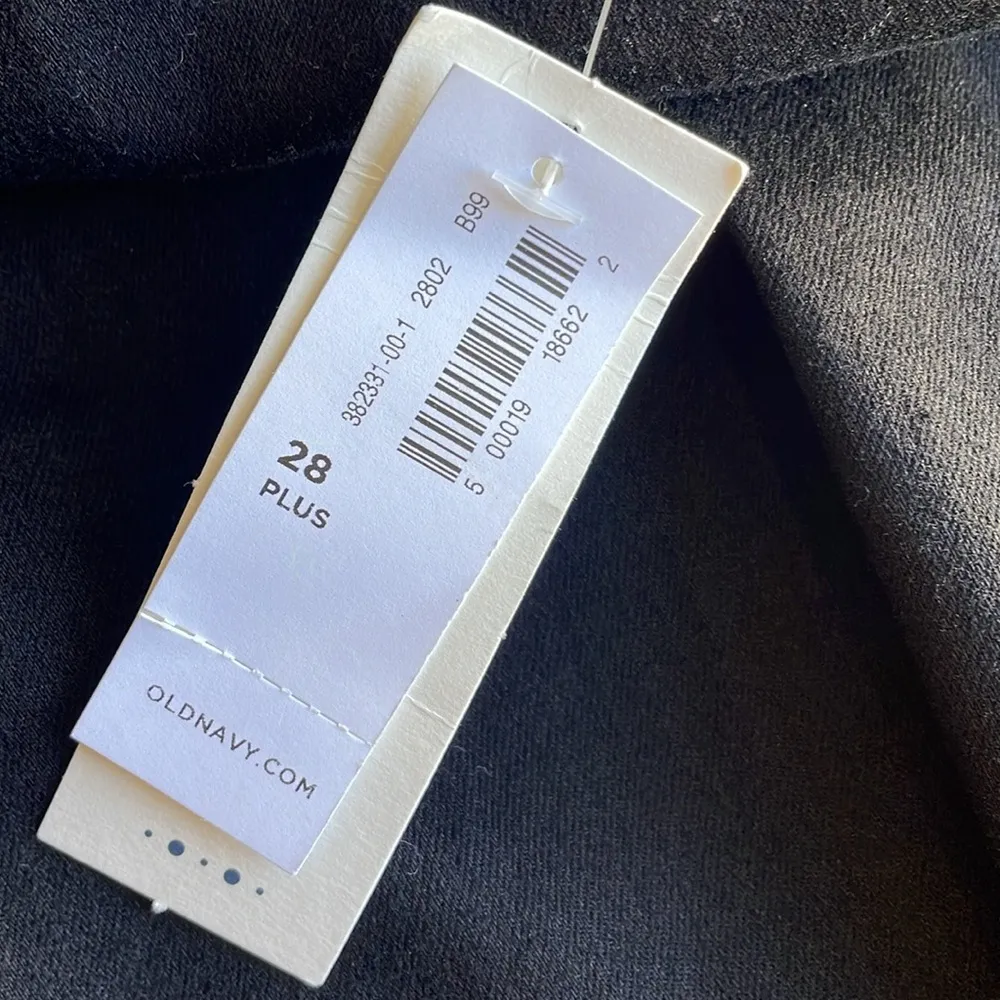 B99
382331-00-1 2802
5 00019 18662 2
28
PLUS
OLDNAVY.COM